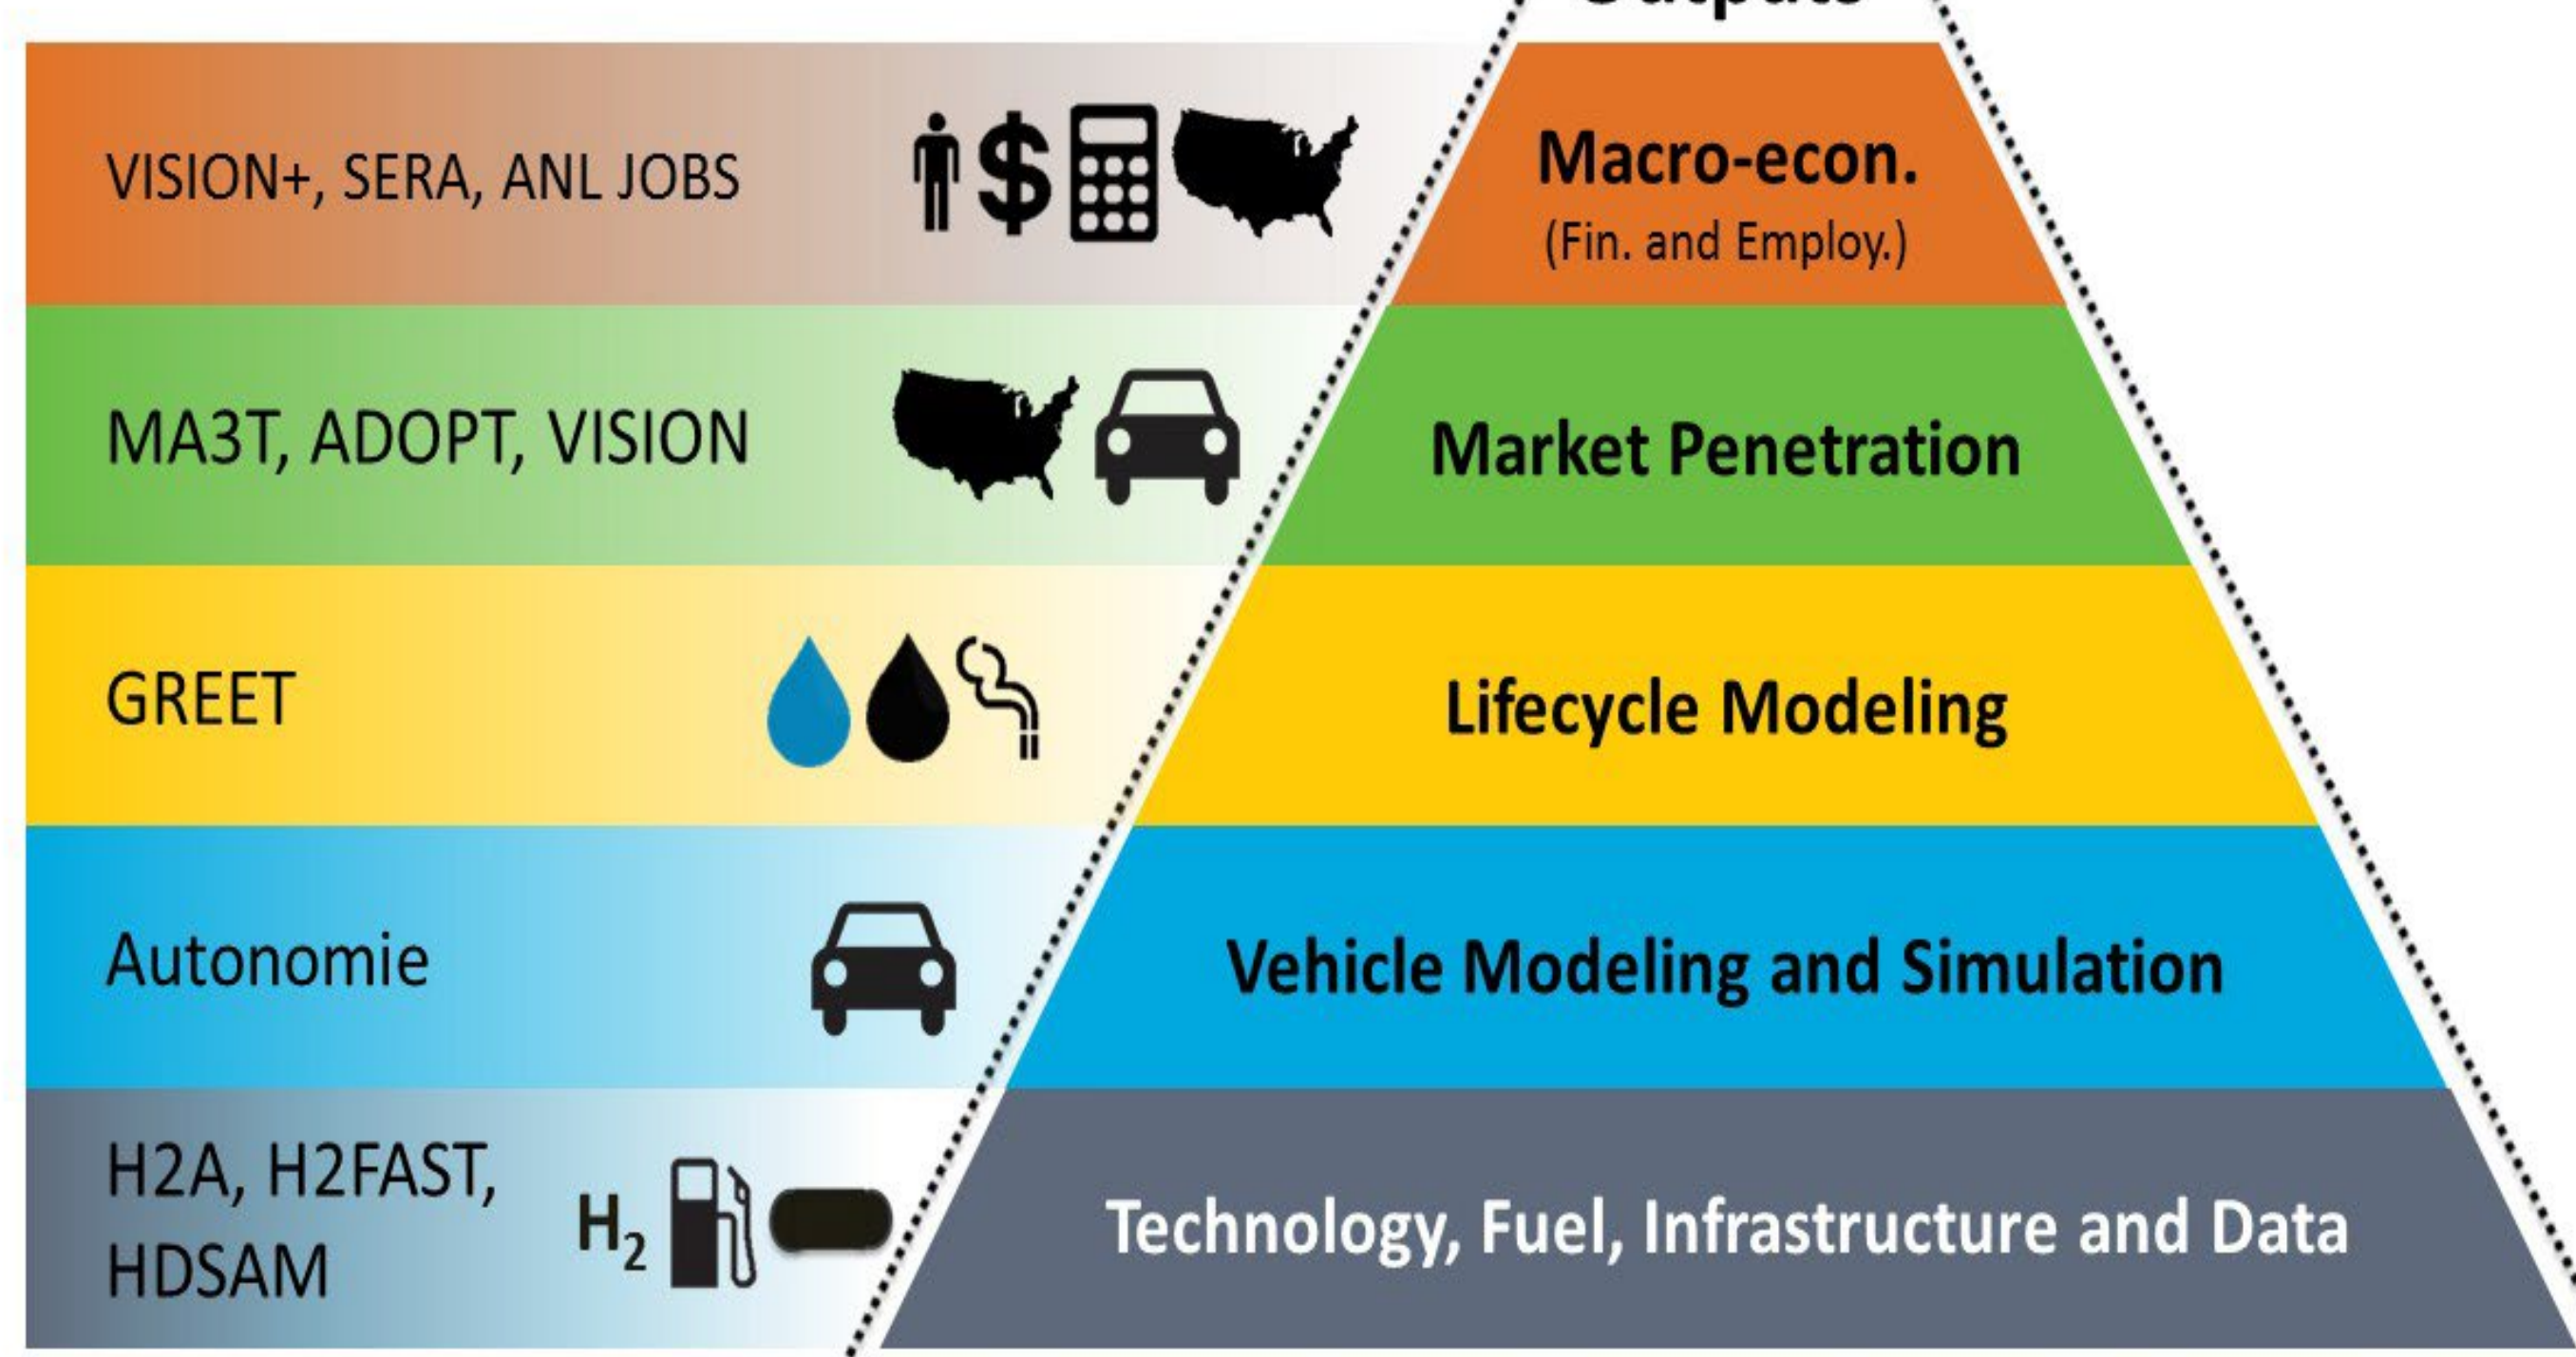 Outputs
VISION+, SERA, ANL JOBS
Macro-econ.
(Fin. and Employ.)
MA3T, ADOPT, VISION
Market Penetration
GREET
Lifecycle Modeling
Autonomie
Vehicle Modeling and Simulation
H2A, H2FAST,
HDSAM
H₂
Technology, Fuel, Infrastructure and Data